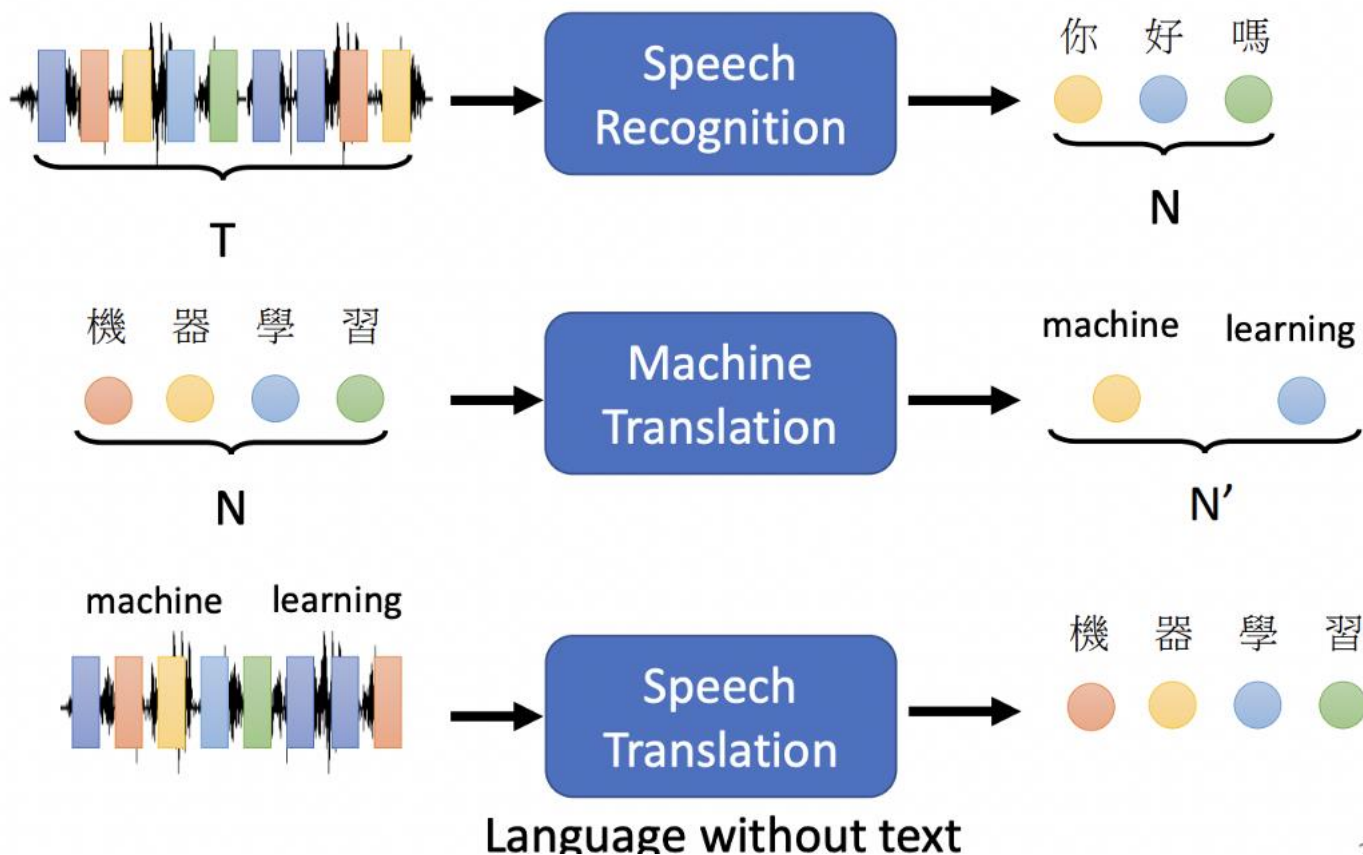 你 好 嗎
Speech
Recognition
T
N
機 器 學 習
machine learning
Machine
Translation
N
N’
machine learning
機 器 學 習
Speech
Translation
Language without text